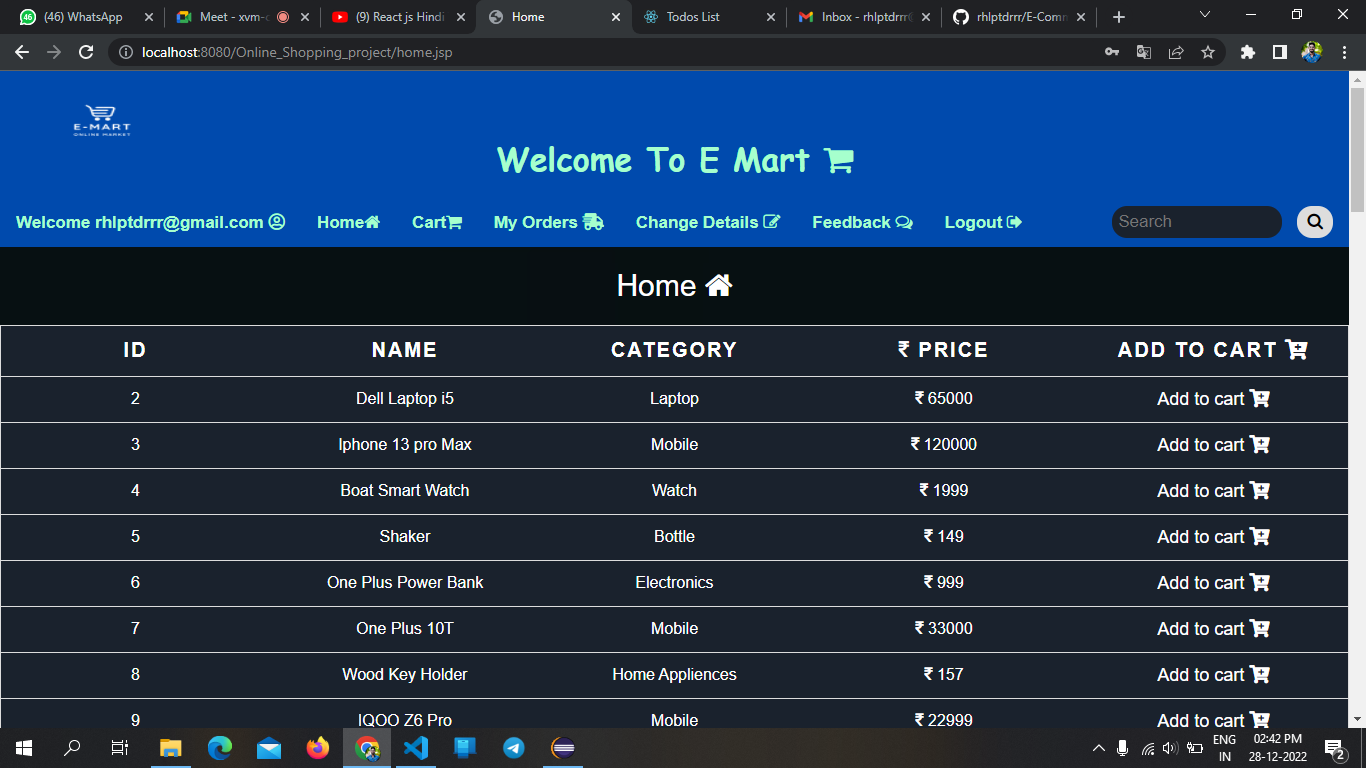 (46) WhatsApp
Meet - xvm-c
(9) React js Hindi
Home
Todos List
Inbox - rhlptdrrr
rhlptdrrr/E-Comm
localhost:8080/Online_Shopping_project/home.jsp
E-MART
ONLINE MARKET
Welcome To E Mart
Welcome rhlptdrrr@gmail.com Home Cart My Orders Change Details Feedback Logout Search
Home
ID NAME CATEGORY ₹ PRICE ADD TO CART
2 Dell Laptop i5 Laptop ₹ 65000 Add to cart
3 Iphone 13 pro Max Mobile ₹ 120000 Add to cart
4 Boat Smart Watch Watch ₹ 1999 Add to cart
5 Shaker Bottle ₹ 149 Add to cart
6 One Plus Power Bank Electronics ₹ 999 Add to cart
7 One Plus 10T Mobile ₹ 33000 Add to cart
8 Wood Key Holder Home Appliences ₹ 157 Add to cart
9 IQOO Z6 Pro Mobile ₹ 22999 Add to cart
ENG
IN
02:42 PM
28-12-2022
2